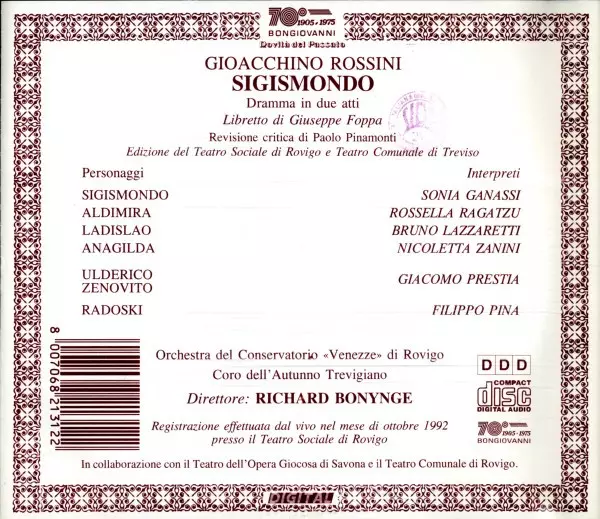 70° 1905-1975
BONGIOVANNI
Novità del Passato
GIOACCHINO ROSSINI
SIGISMONDO
Dramma in due atti
Libretto di Giuseppe Foppa
Revisione critica di Paolo Pinamonti
Edizione del Teatro Sociale di Rovigo e Teatro Comunale di Treviso
Personaggi Interpreti
SIGISMONDO SONIA GANASSI
ALDIMIRA ROSSELLA RAGATZU
LADISLAO BRUNO LAZZARETTI
ANAGILDA NICOLETTA ZANINI
ULDERICO
ZENOVITO GIACOMO PRESTIA
RADOSKI FILIPPO PINA
8 007068 213122
Orchestra del Conservatorio «Venezze» di Rovigo
Coro dell'Autunno Trevigiano
Direttore: RICHARD BONYNGE
Registrazione effettuata dal vivo nel mese di ottobre 1992
presso il Teatro Sociale di Rovigo
DDD
COMPACT
disc
DIGITAL AUDIO
70° 1905-1975
BONGIOVANNI
In collaborazione con il Teatro dell'Opera Giocosa di Savona e il Teatro Comunale di Rovigo.
DIGITAL